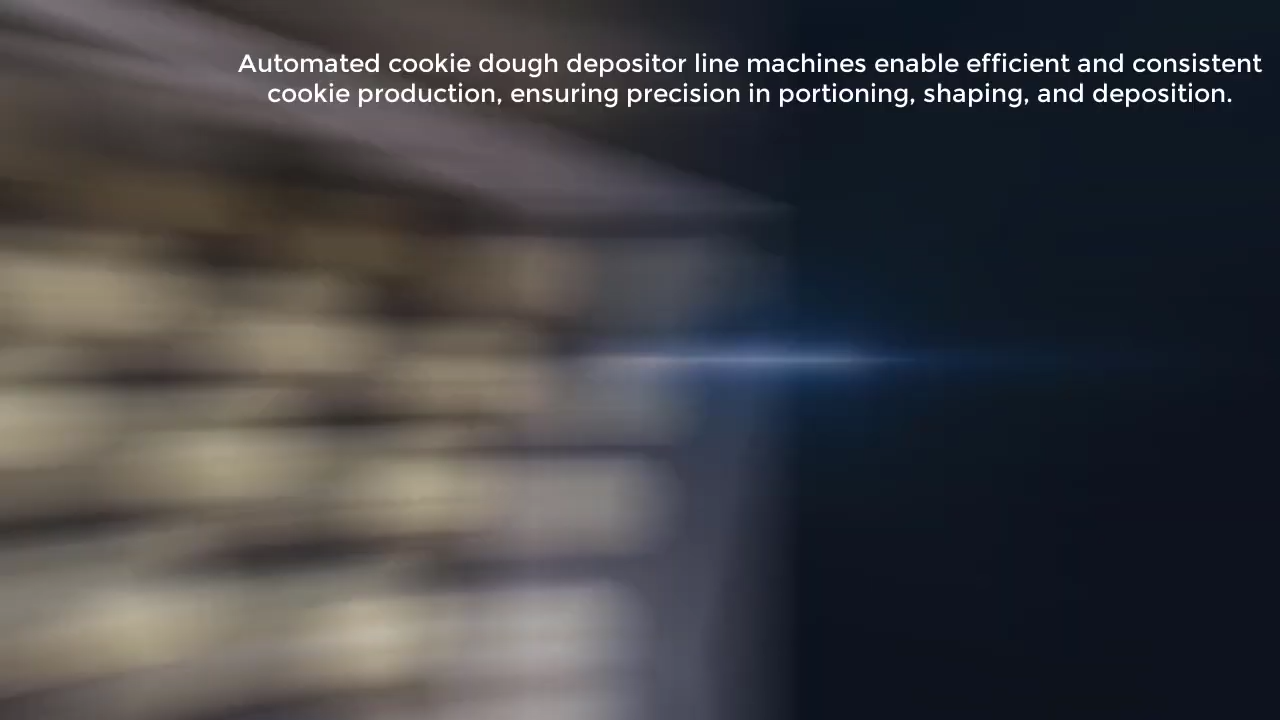 Automated cookie dough depositor line machines enable efficient and consistent
cookie production, ensuring precision in portioning, shaping, and deposition.